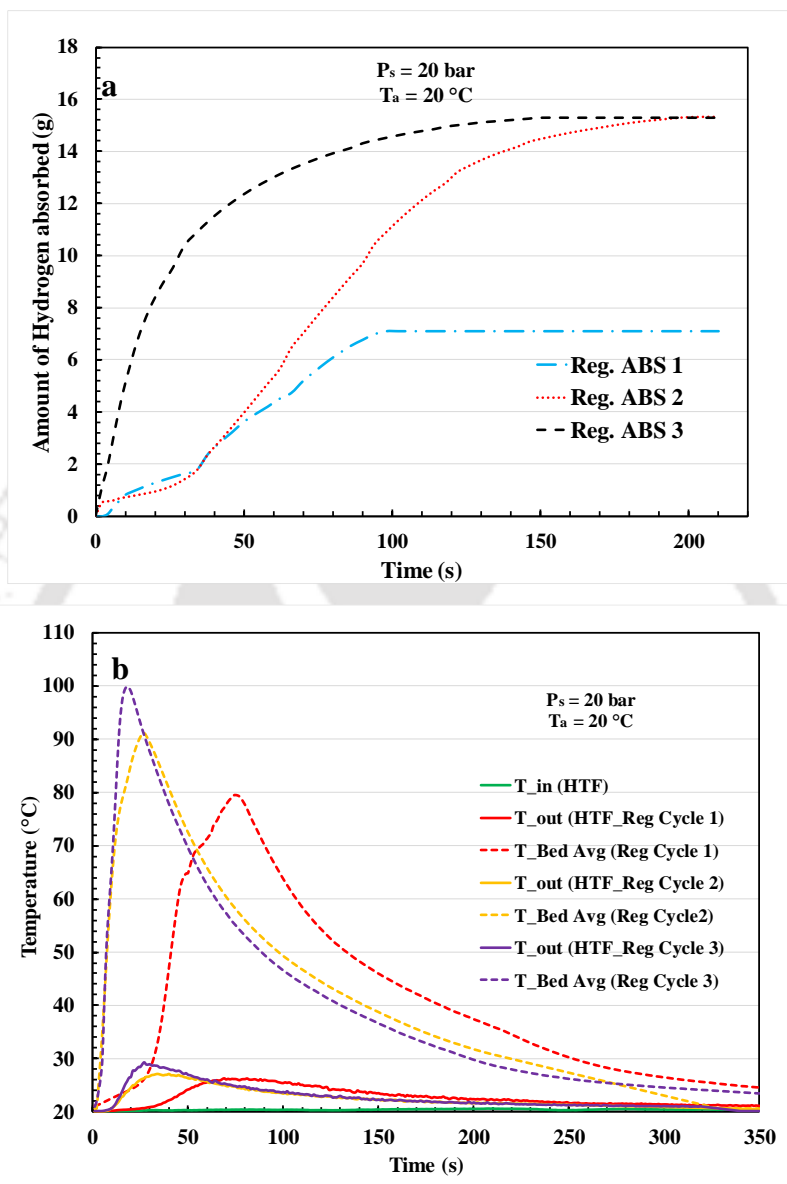 a
Pₛ = 20 bar
Tₐ = 20 °C
Amount of Hydrogen absorbed (g)
18
16
14
12
10
8
6
4
2
0
Reg. ABS 1
Reg. ABS 2
Reg. ABS 3
0 50 100 150 200
Time (s)
b
Pₛ = 20 bar
Tₐ = 20 °C
Temperature (°C)
110
100
90
80
70
60
50
40
30
20
T_in (HTF)
T_out (HTF_Reg Cycle 1)
T_Bed Avg (Reg Cycle 1)
T_out (HTF_Reg Cycle 2)
T_Bed Avg (Reg Cycle2)
T_out (HTF_Reg Cycle 3)
T_Bed Avg (Reg Cycle 3)
0 50 100 150 200 250 300 350
Time (s)